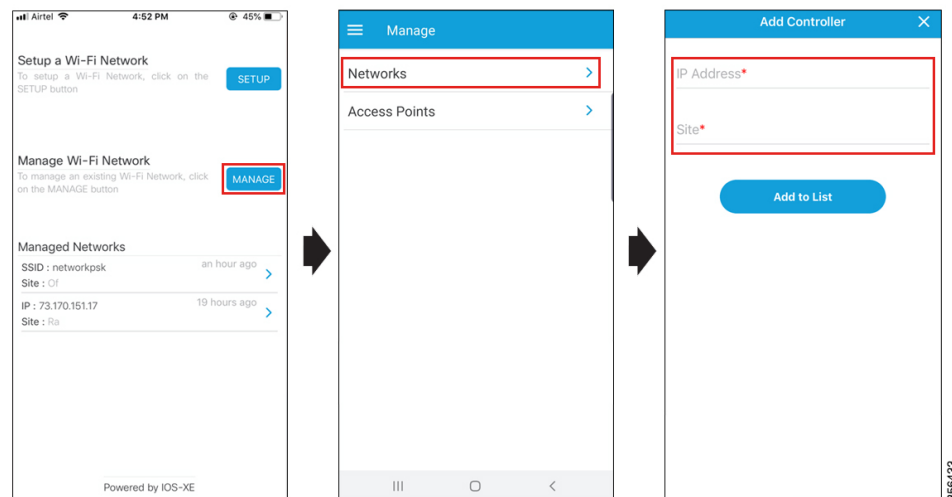 Airtel 4:52 PM 45%
Setup a Wi-Fi Network
To setup a Wi-Fi Network, click on the
SETUP button
SETUP
Manage Wi-Fi Network
To manage an existing Wi-Fi Network, click
on the MANAGE button
MANAGE
Managed Networks
SSID : networkpsk an hour ago
Site : Of
IP : 73.170.151.17 19 hours ago
Site : Ra
Powered by IOS-XE
Manage
Networks
Access Points
Add Controller
IP Address*
Site*
Add to List